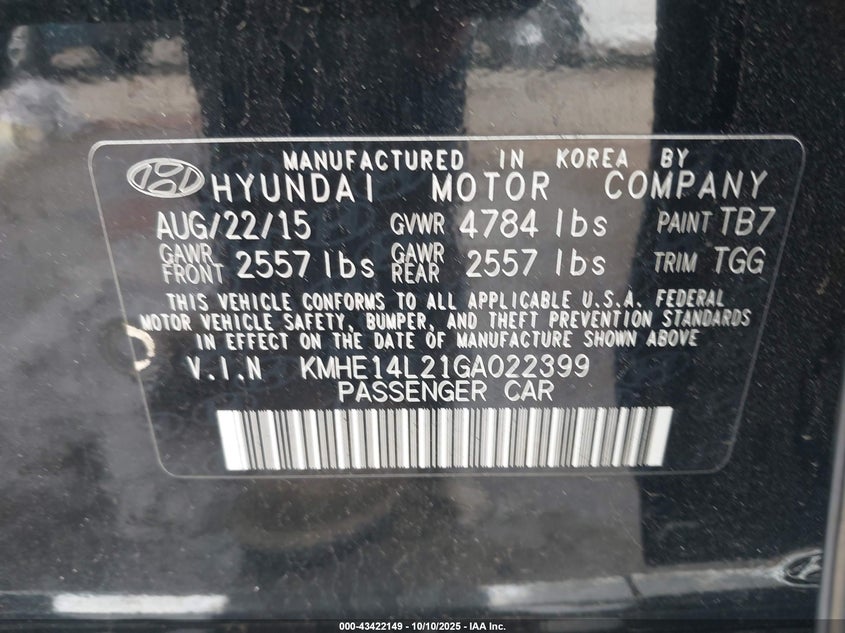 MANUFACTURED IN KOREA BY
HYUNDAI MOTOR COMPANY
AUG/22/15 GVWR 4784 lbs PAINT TB7
GAWR FRONT 2557 lbs GAWR REAR 2557 lbs TRIM TGG
THIS VEHICLE CONFORMS TO ALL APPLICABLE U.S.A. FEDERAL
MOTOR VEHICLE SAFETY, BUMPER, AND THEFT PREVENTION STANDARDS
IN EFFECT ON THE DATE OF MANUFACTURE SHOWN ABOVE
V.I.N KMHE14L21GA022399
PASSENGER CAR
000-43422149 - 10/10/2025 - IAA Inc.